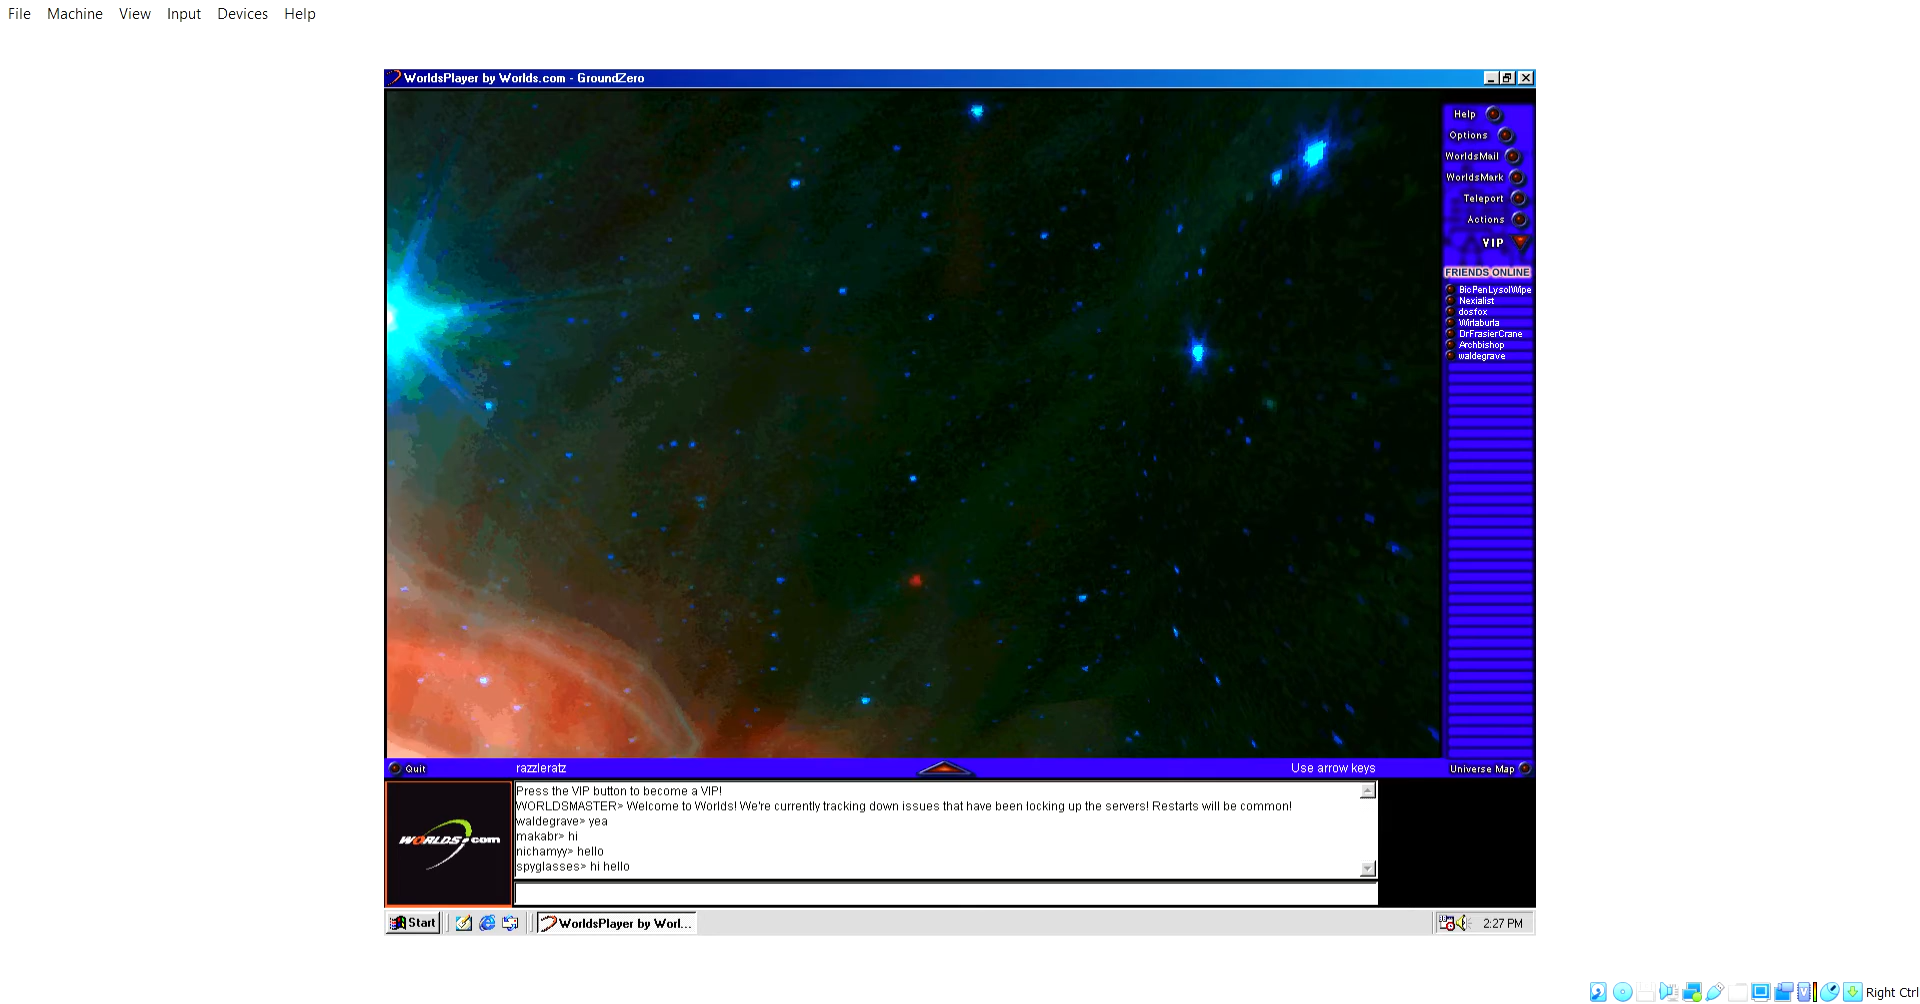 File Machine View Input Devices Help
WorldsPlayer by Worlds.com - GroundZero
Help
Options
WorldsMail
WorldsMark
Teleport
Actions
VIP
FRIENDS ONLINE
BicPenLysolWipe
Nexialist
dosfox
Wirlaburla
DrFrasierCrane
Archbishop
waldegrave
Quit razzleratz Use arrow keys Universe Map
WORLDS.com
Press the VIP button to become a VIP!
WORLDSMASTER> Welcome to Worlds! We're currently tracking down issues that have been locking up the servers! Restarts will be common!
waldegrave> yea
makabr> hi
nichamyy> hello
spyglasses> hi hello
Start WorldsPlayer by Worl... 2:27 PM
Right Ctrl